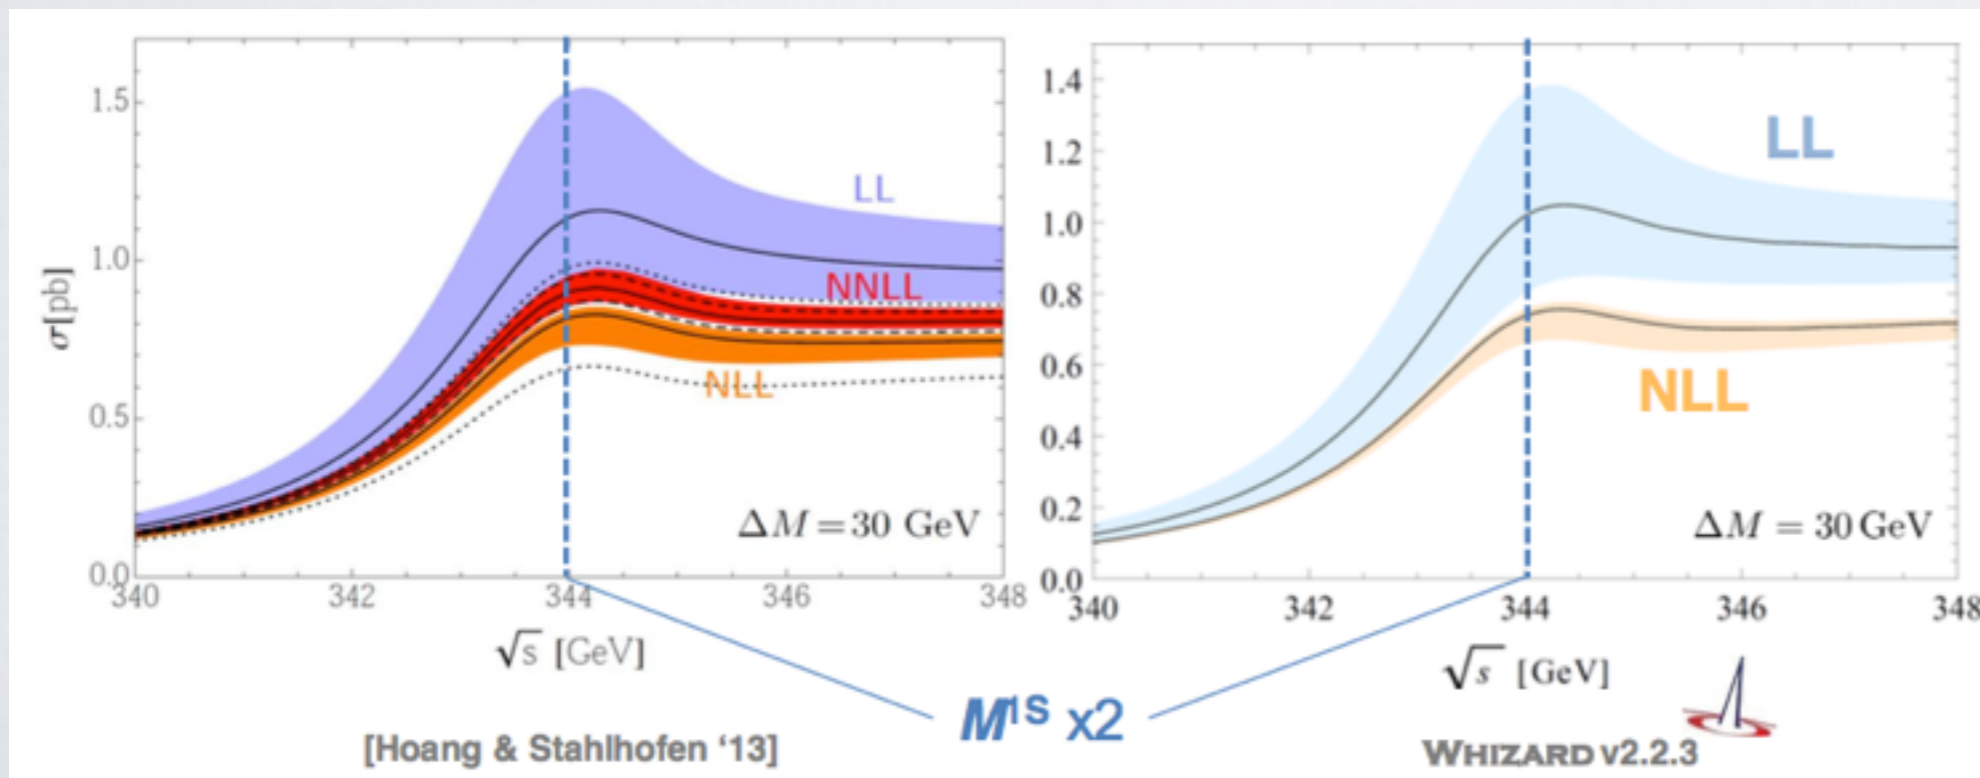 1.5
1.0
0.5
0.0
σ[pb]
LL
NNLL
NLL
ΔM = 30 GeV
340 342 344 346 348
√s [GeV]
[Hoang & Stahlhofen ‘13]
1.4
1.2
1.0
0.8
0.6
0.4
0.2
0.0
LL
NLL
ΔM = 30 GeV
340 342 344 346 348
√s [GeV]
WHIZARD v2.2.3
M¹ˢ x2